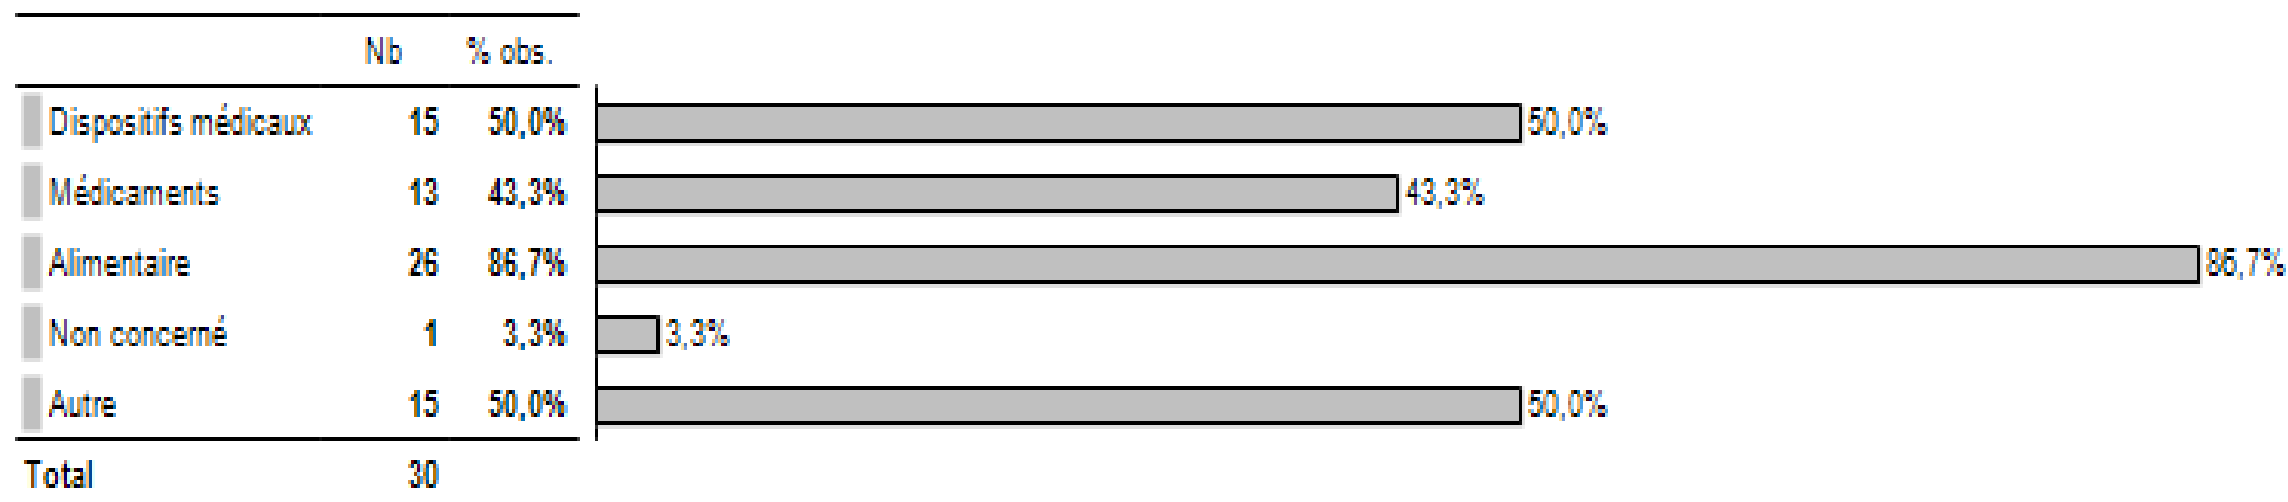 Nb % obs.
Dispositifs médicaux 15 50,0% 50,0%
Médicaments 13 43,3% 43,3%
Alimentaire 26 86,7% 86,7%
Non concerné 1 3,3% 3,3%
Autre 15 50,0% 50,0%
Total 30